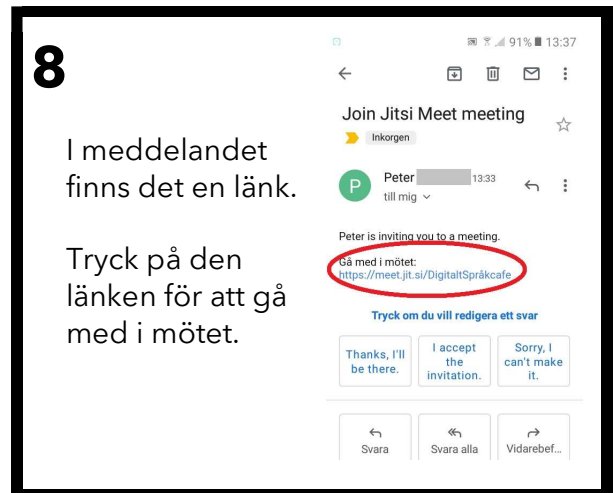 8
I meddelandet
finns det en länk.
Tryck på den
länken för att gå
med i mötet.
91% 13:37
Join Jitsi Meet meeting
Inkorgen
P
Peter 13:33
till mig
Peter is inviting you to a meeting.
Gå med i mötet:
https://meet.jit.si/DigitaltSpråkcafe
Tryck om du vill redigera ett svar
Thanks, I'll
be there.
I accept
the
invitation.
Sorry, I
can't make
it.
Svara
Svara alla
Vidarebef...